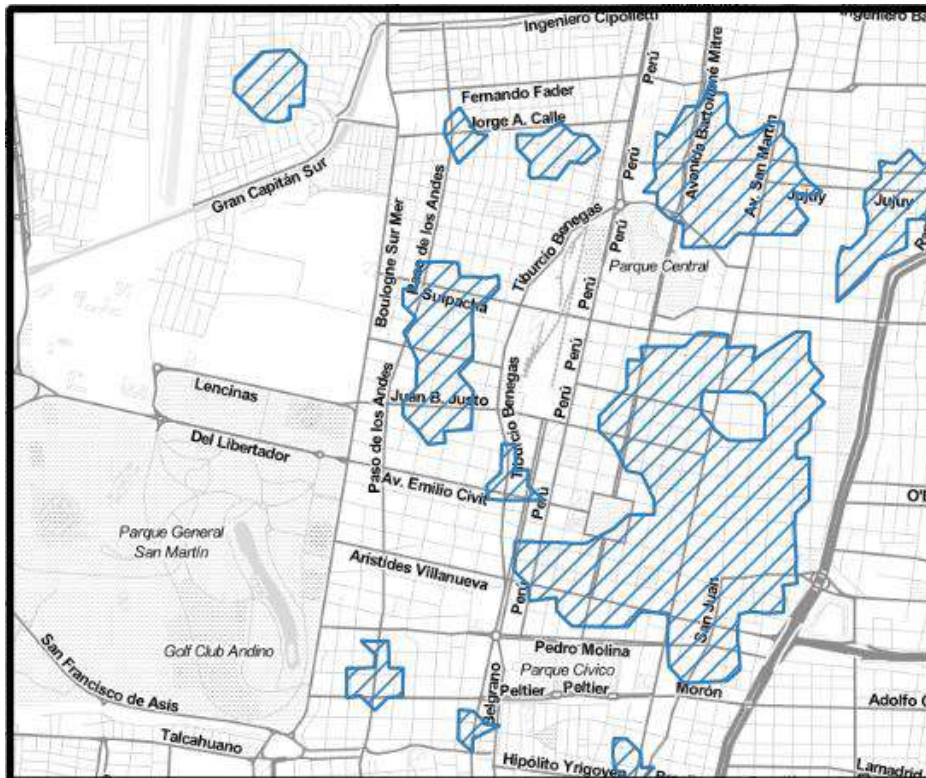 Ingeniero Cipolletti
Ingeniero Ba
Fernando Fader
Jorge A. Calle
Perú
Avenida Bartolomé Mitre
Av. San Martín
Gran Capitán Sur
Perú
Jujuy
Jujuy
Boulogne Sur Mer
Paso de los Andes
Tiburcio Benegas
Perú
Parque Central
Suipacha
Perú
Perú
Lencinas
Juan B. Justo
Paso de los Andes
Tiburcio Benegas
Perú
Del Libertador
Av. Emilio Civit
Perú
O'
Parque General
San Martín
Arístides Villanueva
Perú
San Juan
San Francisco de Asis
Golf Club Andino
Pedro Molina
Parque Cívico
Peltier
Peltier
Morón
Adolfo C
Belgrano
Talcahuano
Hipólito Yrigoyen
Lamadrid